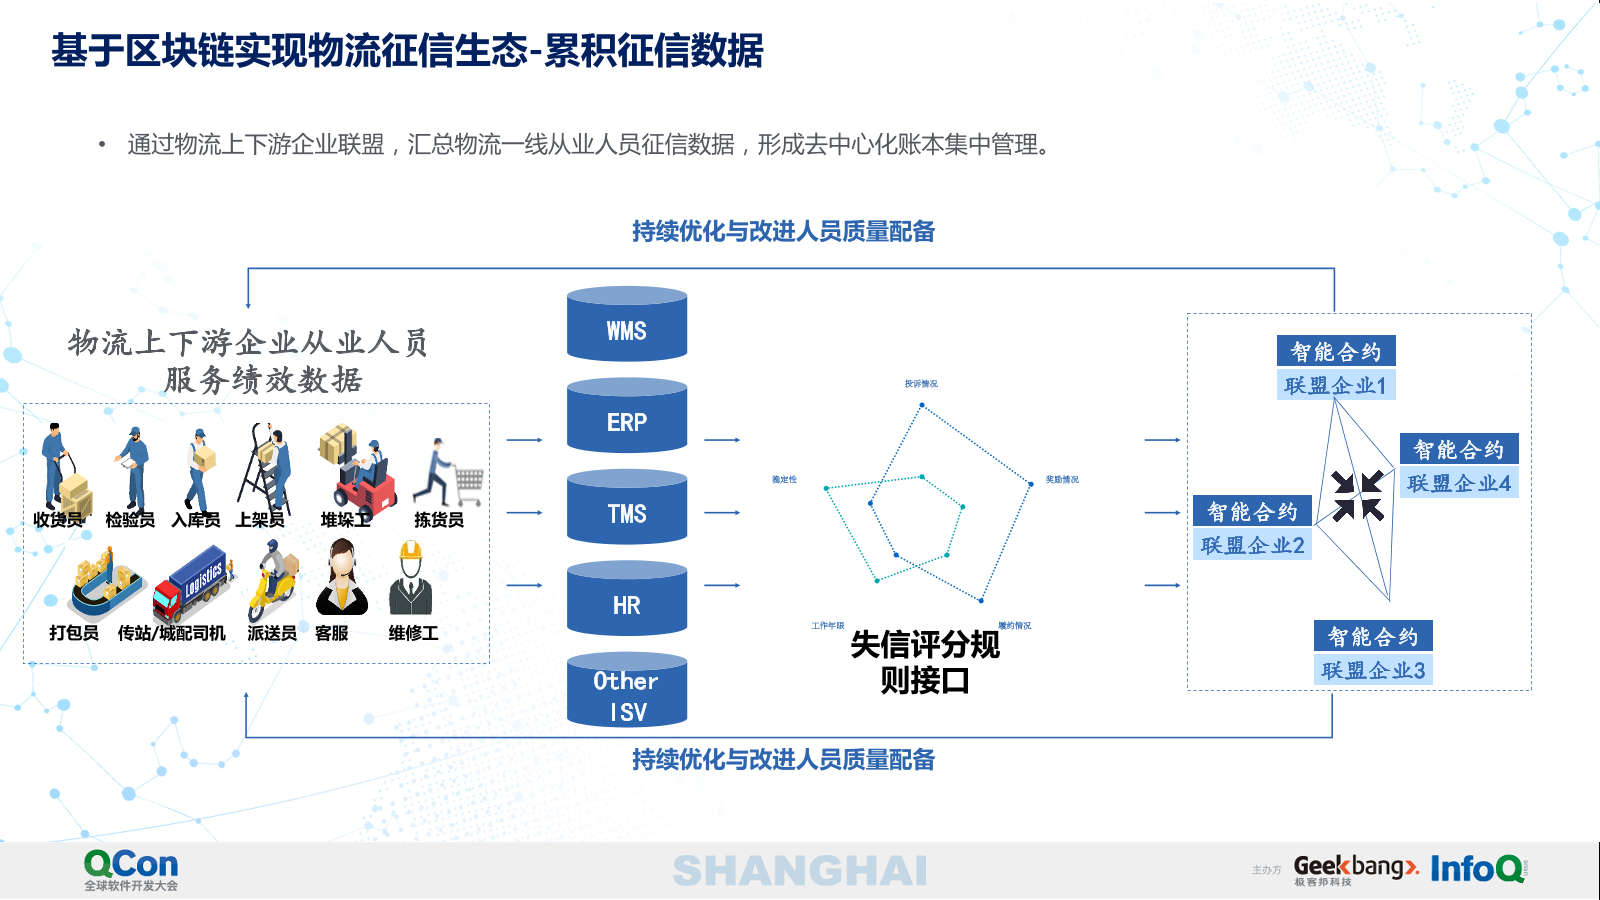 基于区块链实现物流征信生态-累积征信数据
• 通过物流上下游企业联盟，汇总物流一线从业人员征信数据，形成去中心化账本集中管理。
持续优化与改进人员质量配备
物流上下游企业从业人员
服务绩效数据
收货员 检验员 入库员 上架员 堆垛工 拣货员
Logistics
打包员 传站/城配司机 派送员 客服 维修工
WMS
ERP
TMS
HR
Other
ISV
投诉情况
稳定性
奖励情况
工作年限
履约情况
失信评分规
则接口
智能合约
联盟企业1
智能合约
联盟企业4
智能合约
联盟企业2
智能合约
联盟企业3
持续优化与改进人员质量配备
QCon
全球软件开发大会
SHANGHAI
主办方
Geekbang
极客邦科技
InfoQ